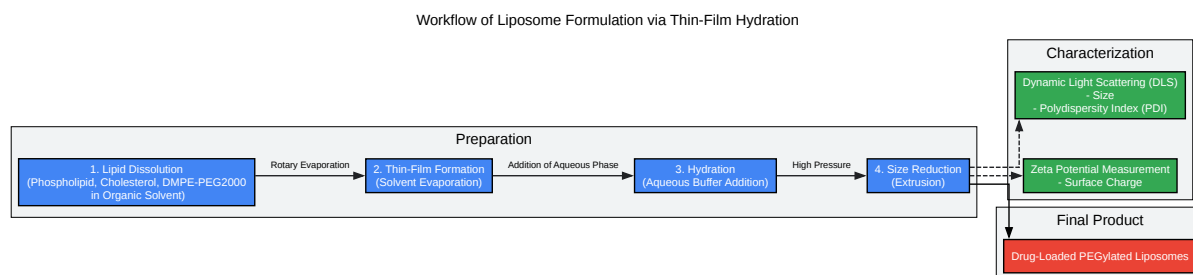 Workflow of Liposome Formulation via Thin-Film Hydration
Characterization
Dynamic Light Scattering (DLS)
- Size
- Polydispersity Index (PDI)
Preparation
1. Lipid Dissolution
(Phospholipid, Cholesterol, DMPE-PEG2000
in Organic Solvent)
Rotary Evaporation
2. Thin-Film Formation
(Solvent Evaporation)
Addition of Aqueous Phase
3. Hydration
(Aqueous Buffer Addition)
High Pressure
4. Size Reduction
(Extrusion)
Zeta Potential Measurement
- Surface Charge
Final Product
Drug-Loaded PEGylated Liposomes